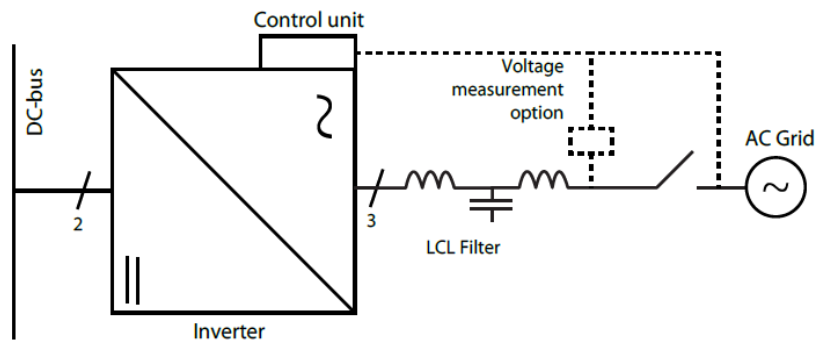 Control unit
DC-bus
Voltage
measurement
option
AC Grid
2
3
LCL Filter
Inverter